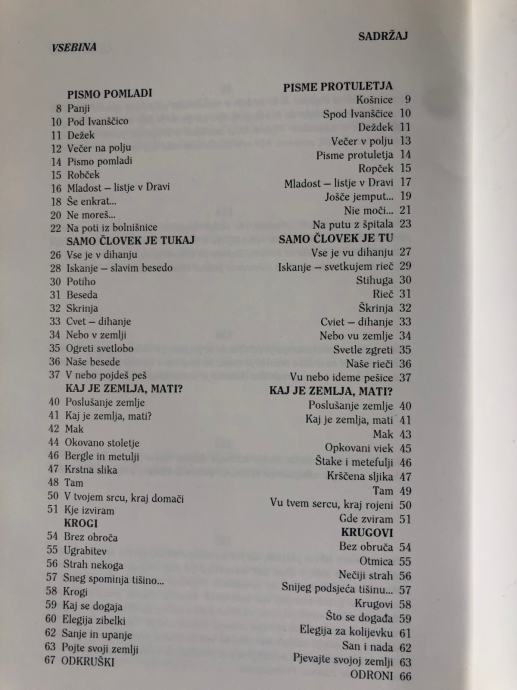 VSEBINA
PISMO POMLADI
8 Panji
10 Pod Ivanščico
11 Dežek
12 Večer na polju
14 Pismo pomladi
15 Robček
16 Mladost – listje v Dravi
18 Še enkrat...
20 Ne moreš...
22 Na poti iz bolnišnice
SAMO ČLOVEK JE TUKAJ
26 Vse je v dihanju
28 Iskanje – slavim besedo
30 Potiho
31 Beseda
32 Skrinja
33 Cvet – dihanje
34 Nebo v zemlji
35 Ogreti svetlobo
36 Naše besede
37 V nebo pojdeš peš
KAJ JE ZEMLJA, MATI?
40 Poslušanje zemlje
41 Kaj je zemlja, mati?
42 Mak
44 Okovano stoletje
46 Bergle in metulji
47 Krstna slika
48 Tam
50 V tvojem srcu, kraj domači
51 Kje izviram
KROGI
54 Brez obroča
55 Ugrabitev
56 Strah nekoga
57 Sneg spominja tišino...
58 Krogi
59 Kaj se dogaja
60 Elegija zibelki
62 Sanje in upanje
63 Pojte svoji zemlji
67 ODKRUŠKI
SADRŽAJ
PISME PROTULETJA
Košnice 9
Spod Ivanščice 10
Deždek 11
Večer v polju 13
Pisme protuletja 14
Ropček 15
Mladost – listje v Dravi 17
Jošče jemput... 19
Nie moči... 21
Na putu z špitala 23
SAMO ČLOVEK JE TU
Vse je vu dihanju 27
Iskanje – svetkujem rieč 29
Stihuga 30
Rieč 31
Škrinja 32
Cviet – dihanje 33
Nebo vu zemlje 34
Svetle zgreti 35
Naše rieči 36
Vu nebo ideme pešice 37
KAJ JE ZEMLJA, MATI?
Poslušanje zemlje 40
Kaj je zemlja, mati 41
Mak 43
Opkovani viek 45
Štake i metefulji 46
Krščena sljika 47
Tam 49
Vu tvem sercu, kraj rojeni 50
Gde zviram 51
KRUGOVI
Bez obruča 54
Otmica 55
Nečiji strah 56
Snijeg podsjeća tišinu... 57
Krugovi 58
Što se događa 59
Elegija za kolijevku 61
San i nada 62
Pjevajte svojoj zemlji 63
ODRONI 66